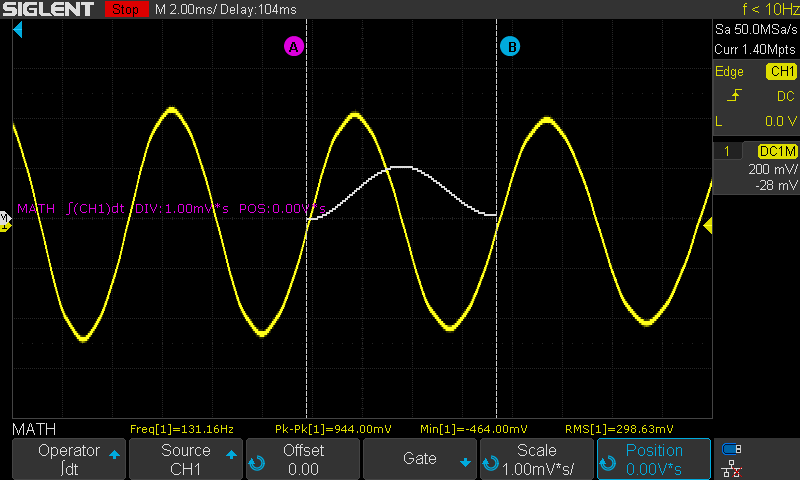 SIGLENT Stop M 2.00ms/ Delay:104ms f < 10Hz
Sa 50.0MSa/s
Curr 1.40Mpts
Edge CH1
DC
L 0.0 V
1 DC1M
200 mV/
-28 mV
A B
M
1
MATH ∫(CH1)dt DIV:1.00mV*s POS:0.00V*s
MATH Freq[1]=131.16Hz Pk-Pk[1]=944.00mV Min[1]=-464.00mV RMS[1]=298.63mV
Operator
∫dt
Source
CH1
Offset
0.00
Gate
Scale
1.00mV*s/
Position
0.00V*s